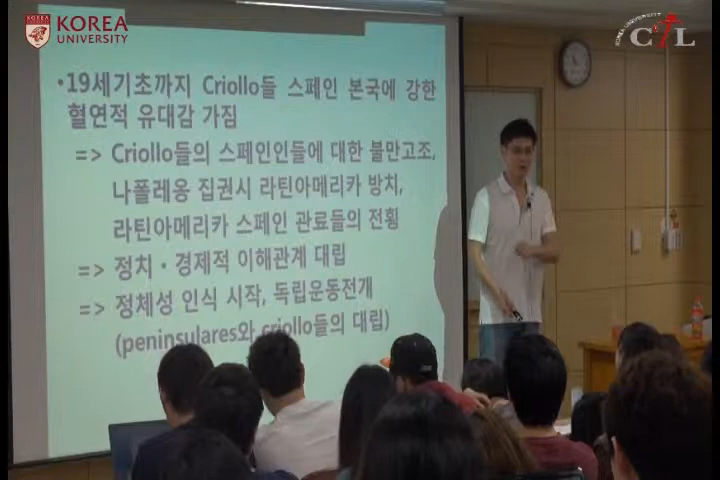 KOREA
UNIVERSITY
KOREA UNIVERSITY
CTL
•19세기초까지 Criollo들 스페인 본국에 강한
혈연적 유대감 가짐
=> Criollo들의 스페인인들에 대한 불만고조,
나폴레옹 집권시 라틴아메리카 방치,
라틴아메리카 스페인 관료들의 전횡
=> 정치·경제적 이해관계 대립
=> 정체성 인식 시작, 독립운동전개
(peninsulares와 criollo들의 대립)